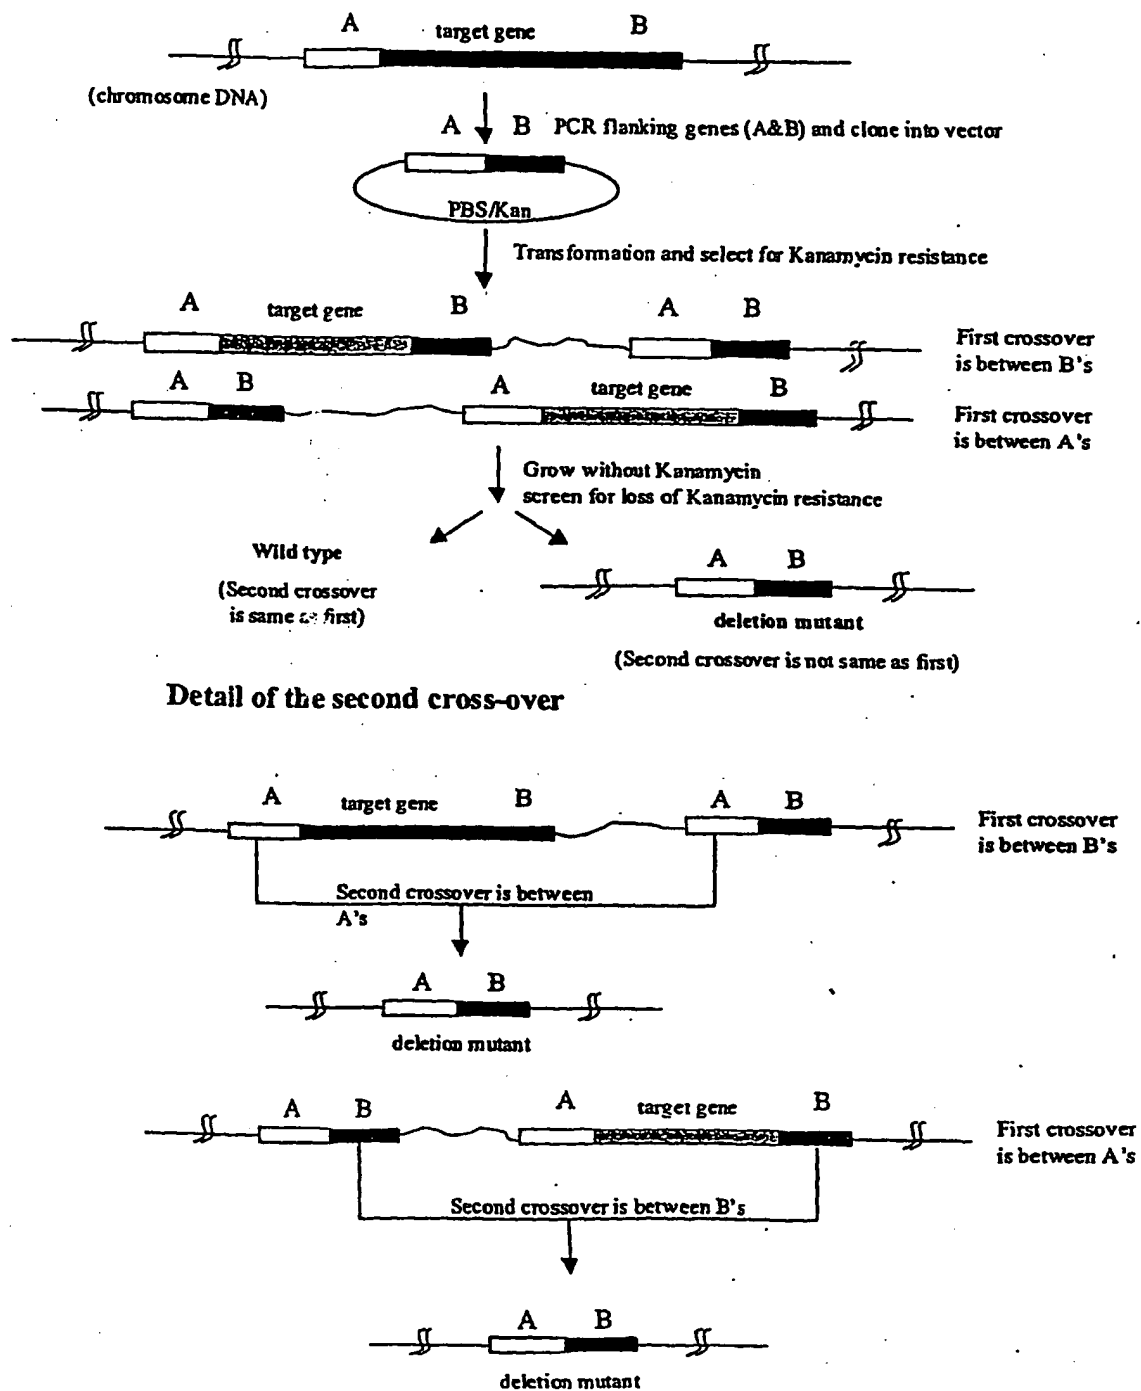 A target gene B
(chromosome DNA)
A B PCR flanking genes (A&B) and clone into vector
PBS/Kan
Transformation and select for Kanamycin resistance
A target gene B A B
First crossover
is between B's
A B A target gene B
First crossover
is between A's
Grow without Kanamycin
screen for loss of Kanamycin resistance
Wild type
(Second crossover
is same as first)
A B
deletion mutant
(Second crossover is not same as first)
Detail of the second cross-over
A target gene B A B
First crossover
is between B's
Second crossover is between
A's
A B
deletion mutant
A B A target gene B
First crossover
is between A's
Second crossover is between B's
A B
deletion mutant